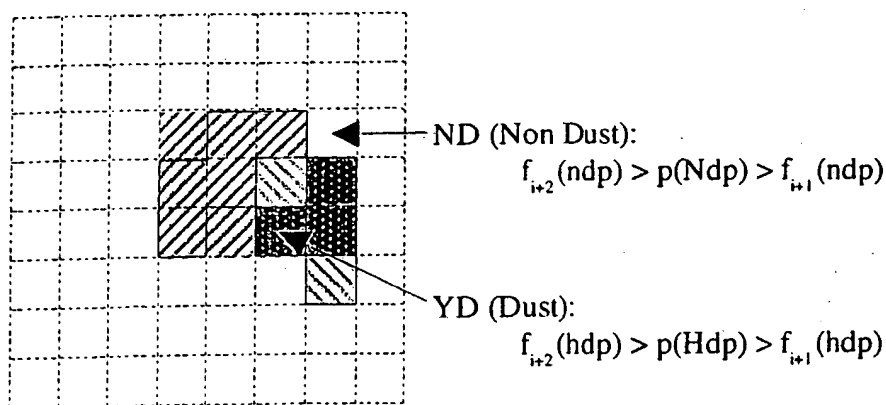 ND (Non Dust):
f_{i+2}(ndp) > p(Ndp) > f_{i+1}(ndp)
YD (Dust):
f_{i+2}(hdp) > p(Hdp) > f_{i+1}(hdp)